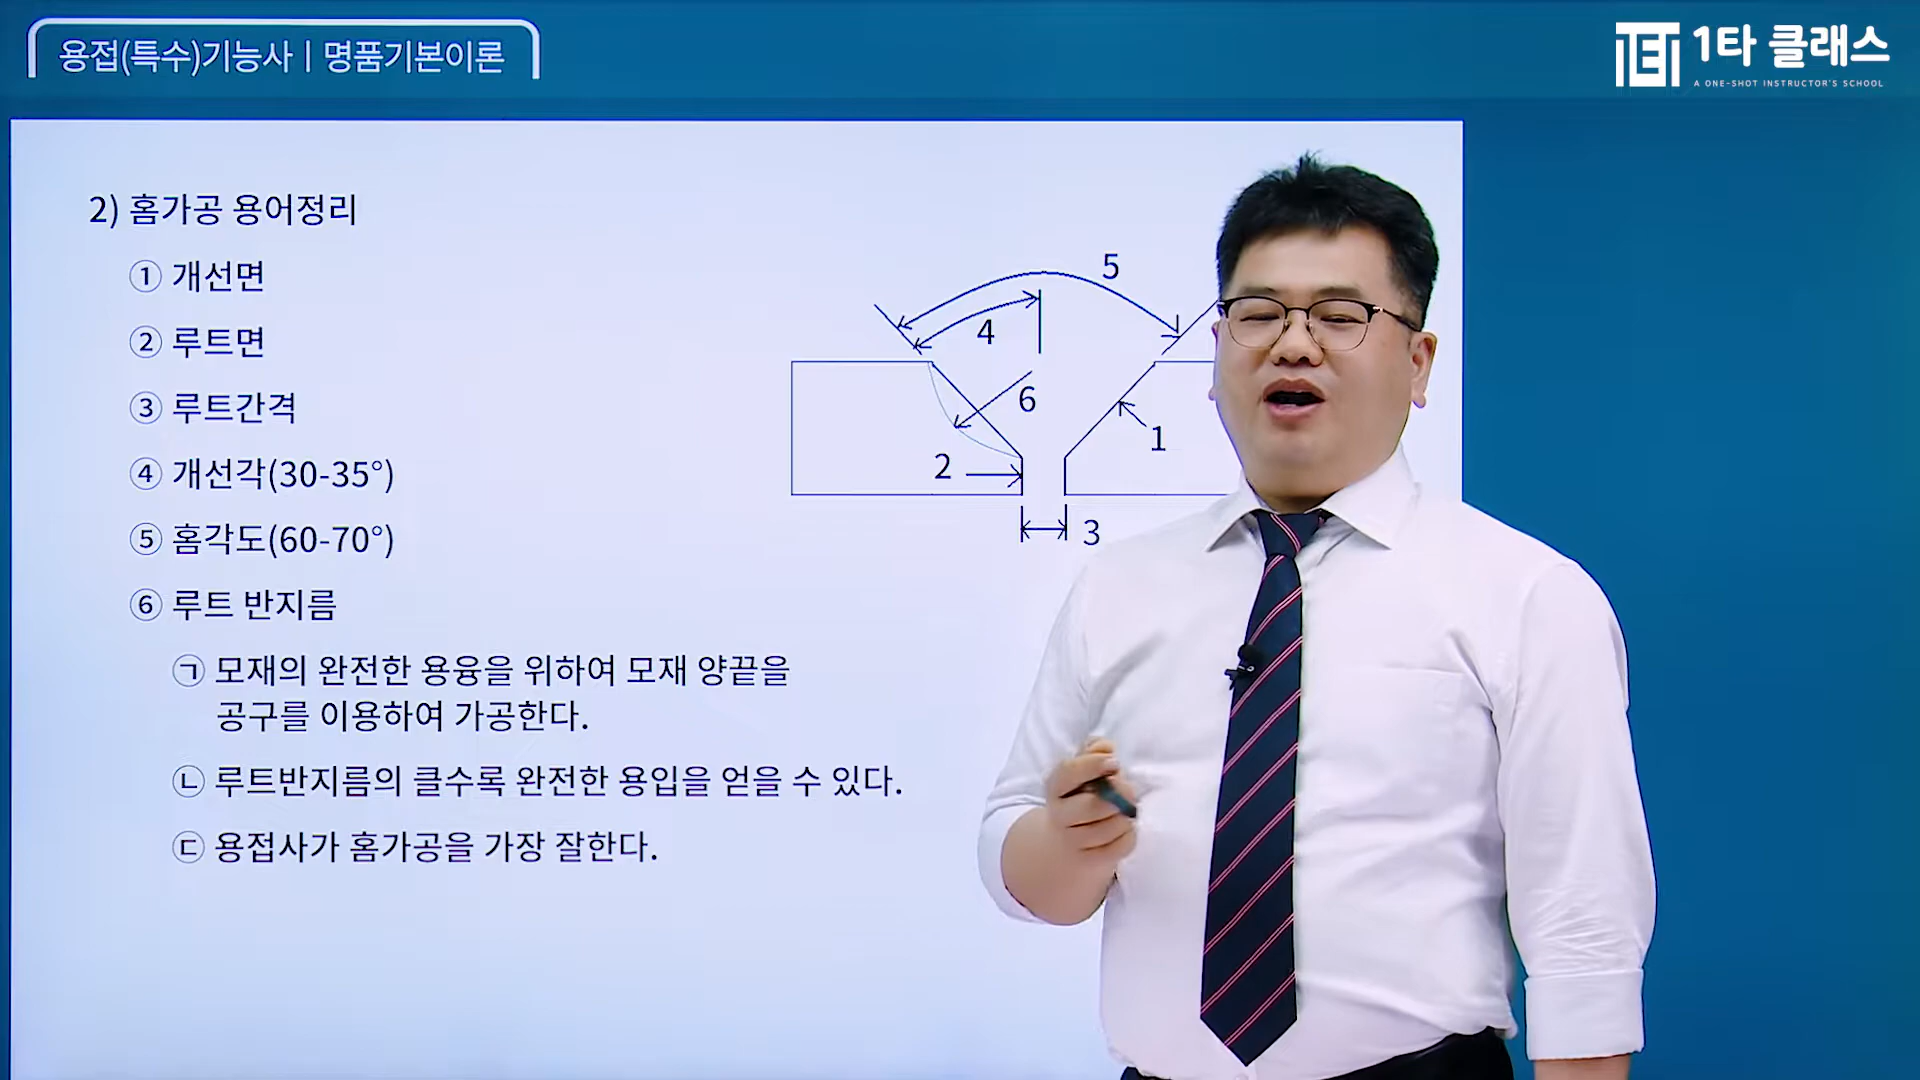 용접(특수)기능사 | 명품기본이론
1타 클래스
A ONE-SHOT INSTRUCTOR'S SCHOOL
2) 홈가공 용어정리
① 개선면
② 루트면
③ 루트간격
④ 개선각(30-35°)
⑤ 홈각도(60-70°)
⑥ 루트 반지름
㉠ 모재의 완전한 용융을 위하여 모재 양끝을
공구를 이용하여 가공한다.
㉡ 루트반지름의 클수록 완전한 용입을 얻을 수 있다.
㉢ 용접사가 홈가공을 가장 잘한다.
5
4
6
1
2
3